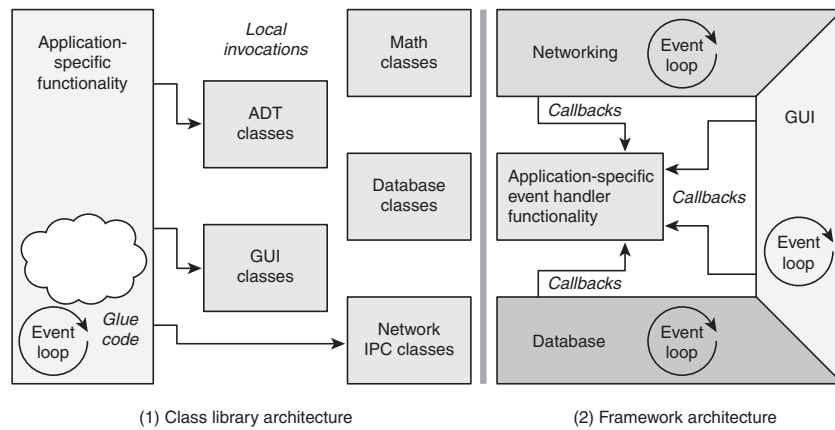 Application-
specific
functionality
Local
invocations
Math
classes
ADT
classes
Database
classes
GUI
classes
Glue
code
Event
loop
Network
IPC classes
(1) Class library architecture
Networking
Event
loop
Callbacks
GUI
Application-specific
event handler
functionality
Callbacks
Event
loop
Callbacks
Database
Event
loop
(2) Framework architecture